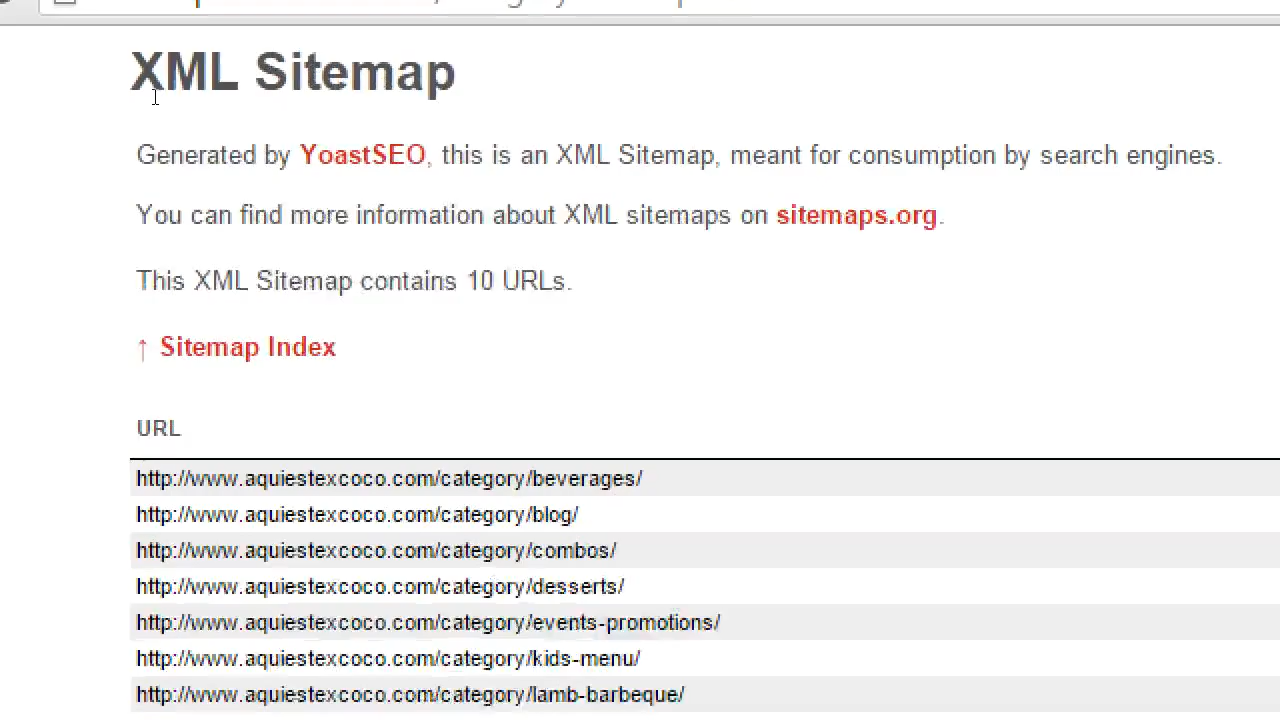 XML Sitemap
Generated by YoastSEO, this is an XML Sitemap, meant for consumption by search engines.
You can find more information about XML sitemaps on sitemaps.org.
This XML Sitemap contains 10 URLs.
↑ Sitemap Index
URL
http://www.aquiestexcoco.com/category/beverages/
http://www.aquiestexcoco.com/category/blog/
http://www.aquiestexcoco.com/category/combos/
http://www.aquiestexcoco.com/category/desserts/
http://www.aquiestexcoco.com/category/events-promotions/
http://www.aquiestexcoco.com/category/kids-menu/
http://www.aquiestexcoco.com/category/lamb-barbeque/